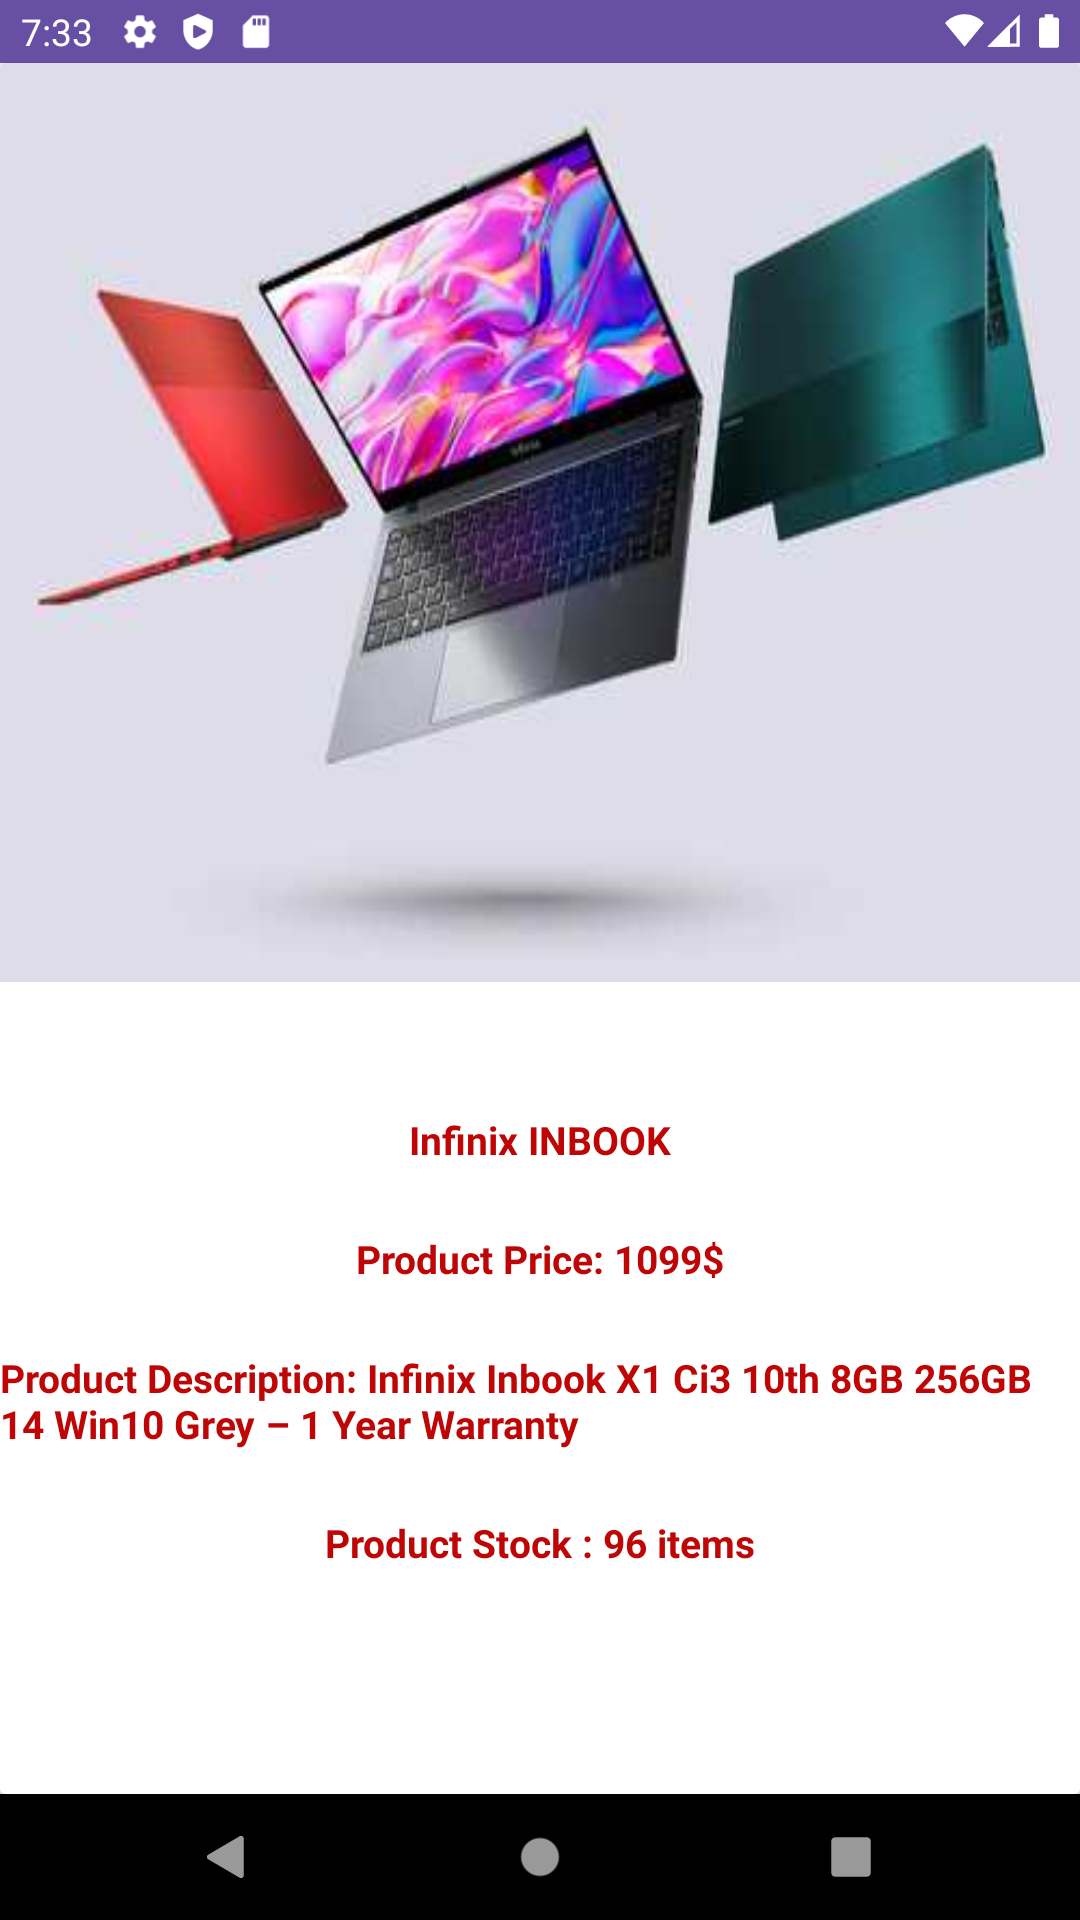 7:33
Infinix INBOOK
Product Price: 1099$
Product Description: Infinix Inbook X1 Ci3 10th 8GB 256GB
14 Win10 Grey – 1 Year Warranty
Product Stock : 96 items